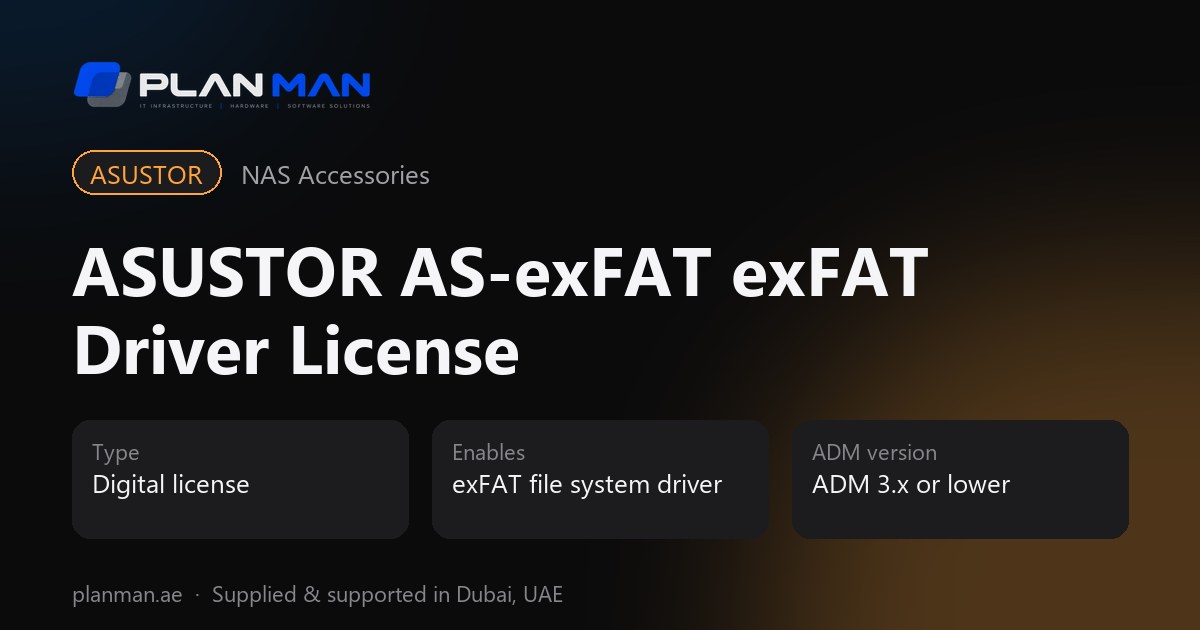 PLAN MAN
IT INFRASTRUCTURE | HARDWARE | SOFTWARE SOLUTIONS
ASUSTOR NAS Accessories
ASUSTOR AS-exFAT exFAT
Driver License
Type
Digital license
Enables
exFAT file system driver
ADM version
ADM 3.x or lower
planman.ae · Supplied & supported in Dubai, UAE